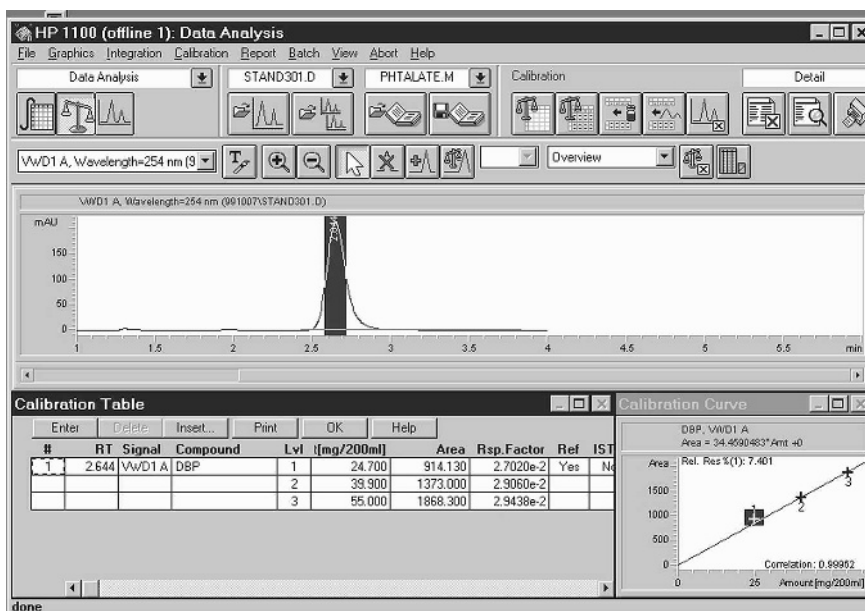 HP 1100 (offline 1): Data Analysis
File Graphics Integration Calibration Report Batch View Abort Help
Data Analysis STAND301.D PHTALATE.M Calibration Detail
VWD1 A, Wavelength=254 nm (9 Overview
VWD1 A, Wavelength=254 nm (991007\STAND301.D)
mAU
150
100
50
0
1 1.5 2 2.5 3 3.5 4 4.5 5 5.5 min
Calibration Table
Enter Delete Insert... Print OK Help
# RT Signal Compound Lvl t[mg/200ml] Area Rsp.Factor Ref IST
1 2.644 VWD1 A DBP 1 24.700 914.130 2.7020e-2 Yes No
2 39.900 1373.000 2.9060e-2
3 55.000 1868.300 2.9438e-2
Calibration Curve
DBP, VWD1 A
Area = 34.4590483*Amt +0
Area Rel. Res%(1): 7.401
1500
1000
500
0
1
2
3
Correlation: 0.99952
0 25 Amount[mg/200ml]
done